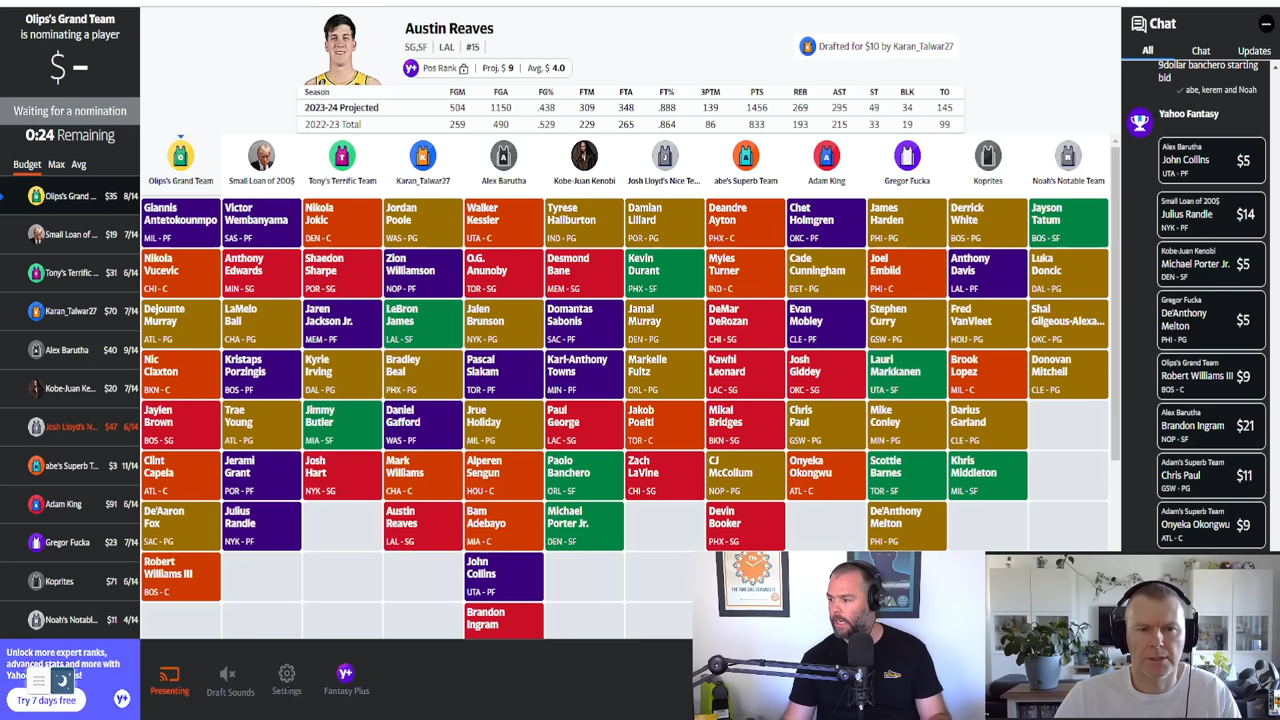 Olips's Grand Team
is nominating a player
$ –
Waiting for a nomination
0:24 Remaining
Budget Max Avg
Olips's Grand ... $35 8/14
Small Loan of ... $19 7/14
Tony's Terrific ... $31 6/14
Karan_Talwar27 $70 7/14
Alex Barutha $40 9/14
Kobe-Juan Ke... $20 7/14
Josh Lloyd's N... $47 6/14
abe's Superb T... $3 11/14
Adam King $91 6/14
Gregor Fucka $23 7/14
Koprites $71 6/14
Noah's Notabl... $11 4/14
Unlock more expert ranks,
advanced stats and more with
Try 7 days free
y+
Austin Reaves
SG,SF LAL #15
y+ Pos Rank Proj. $ 9 Avg. $ 4.0
Drafted for $10 by Karan_Talwar27
Season FGM FGA FG% FTM FTA FT% 3PTM PTS REB AST ST BLK TO
2023-24 Projected 504 1150 .438 309 348 .888 139 1456 269 295 49 34 145
2022-23 Total 259 490 .529 229 265 .864 86 833 193 215 33 19 99
Olips's Grand Team Small Loan of 200$ Tony's Terrific Team Karan_Talwar27 Alex Barutha Kobe-Juan Kenobi Josh Lloyd's Nice Te... abe's Superb Team Adam King Gregor Fucka Koprites Noah's Notable Team
Giannis Victor Nikola Jordan Walker Tyrese Damian Deandre Chet James Derrick Jayson
Antetokounmpo Wembanyama Jokic Poole Kessler Haliburton Lillard Ayton Holmgren Harden White Tatum
MIL - PF SAS - PF DEN - C WAS - PG UTA - C IND - PG POR - PG PHX - C OKC - PF PHI - PG BOS - PG BOS - SF
Nikola Anthony Shaedon Zion O.G. Desmond Kevin Myles Cade Joel Anthony Luka
Vucevic Edwards Sharpe Williamson Anunoby Bane Durant Turner Cunningham Embiid Davis Doncic
CHI - C MIN - SG POR - SG NOP - PF TOR - SG MEM - SG PHX - SF IND - C DET - PG PHI - C LAL - PF DAL - PG
Dejounte LaMelo Jaren LeBron Jalen Domantas Jamal DeMar Evan Stephen Fred Shai
Murray Ball Jackson Jr. James Brunson Sabonis Murray DeRozan Mobley Curry VanVleet Gilgeous-Alexa...
ATL - PG CHA - PG MEM - PF LAL - SF NYK - PG SAC - PF DEN - PG CHI - SG CLE - PF GSW - PG HOU - PG OKC - PG
Nic Kristaps Kyrie Bradley Pascal Karl-Anthony Markelle Kawhi Josh Lauri Brook Donovan
Claxton Porzingis Irving Beal Siakam Towns Fultz Leonard Giddey Markkanen Lopez Mitchell
BKN - C BOS - PF DAL - PG PHX - PG TOR - PF MIN - PF ORL - PG LAC - SG OKC - SG UTA - SF MIL - C CLE - PG
Jaylen Trae Jimmy Daniel Jrue Paul Jakob Mikal Chris Mike Darius
Brown Young Butler Gafford Holiday George Poeltl Bridges Paul Conley Garland
BOS - SG ATL - PG MIA - SF WAS - PF MIL - PG LAC - SG TOR - C BKN - SG GSW - PG MIN - PG CLE - PG
Clint Jerami Josh Mark Alperen Paolo Zach CJ Onyeka Scottie Khris
Capela Grant Hart Williams Sengun Banchero LaVine McCollum Okongwu Barnes Middleton
ATL - C POR - PF NYK - SG CHA - C HOU - C ORL - SF CHI - SG NOP - PG ATL - C TOR - SF MIL - SF
De'Aaron Julius Austin Bam Michael Devin De'Anthony
Fox Randle Reaves Adebayo Porter Jr. Booker Melton
SAC - PG NYK - PF LAL - SG MIA - C DEN - SF PHX - SG PHI - PG
Robert John
Williams III Collins
BOS - C UTA - PF
Brandon
Ingram
Presenting Draft Sounds Settings Fantasy Plus
Chat
All Chat Updates
9dollar banchero starting
bid
abe, kerem and Noah
Yahoo Fantasy
Alex Barutha
John Collins $5
UTA - PF
Small Loan of 200$
Julius Randle $14
NYK - PF
Kobe-Juan Kenobi
Michael Porter Jr. $5
DEN - SF
Gregor Fucka
De'Anthony
Melton $5
PHI - PG
Olips's Grand Team
Robert Williams III $9
BOS - C
Alex Barutha
Brandon Ingram $21
NOP - SF
Adam's Superb Team
Chris Paul $11
GSW - PG
Adam's Superb Team
Onyeka Okongwu $9
ATL - C